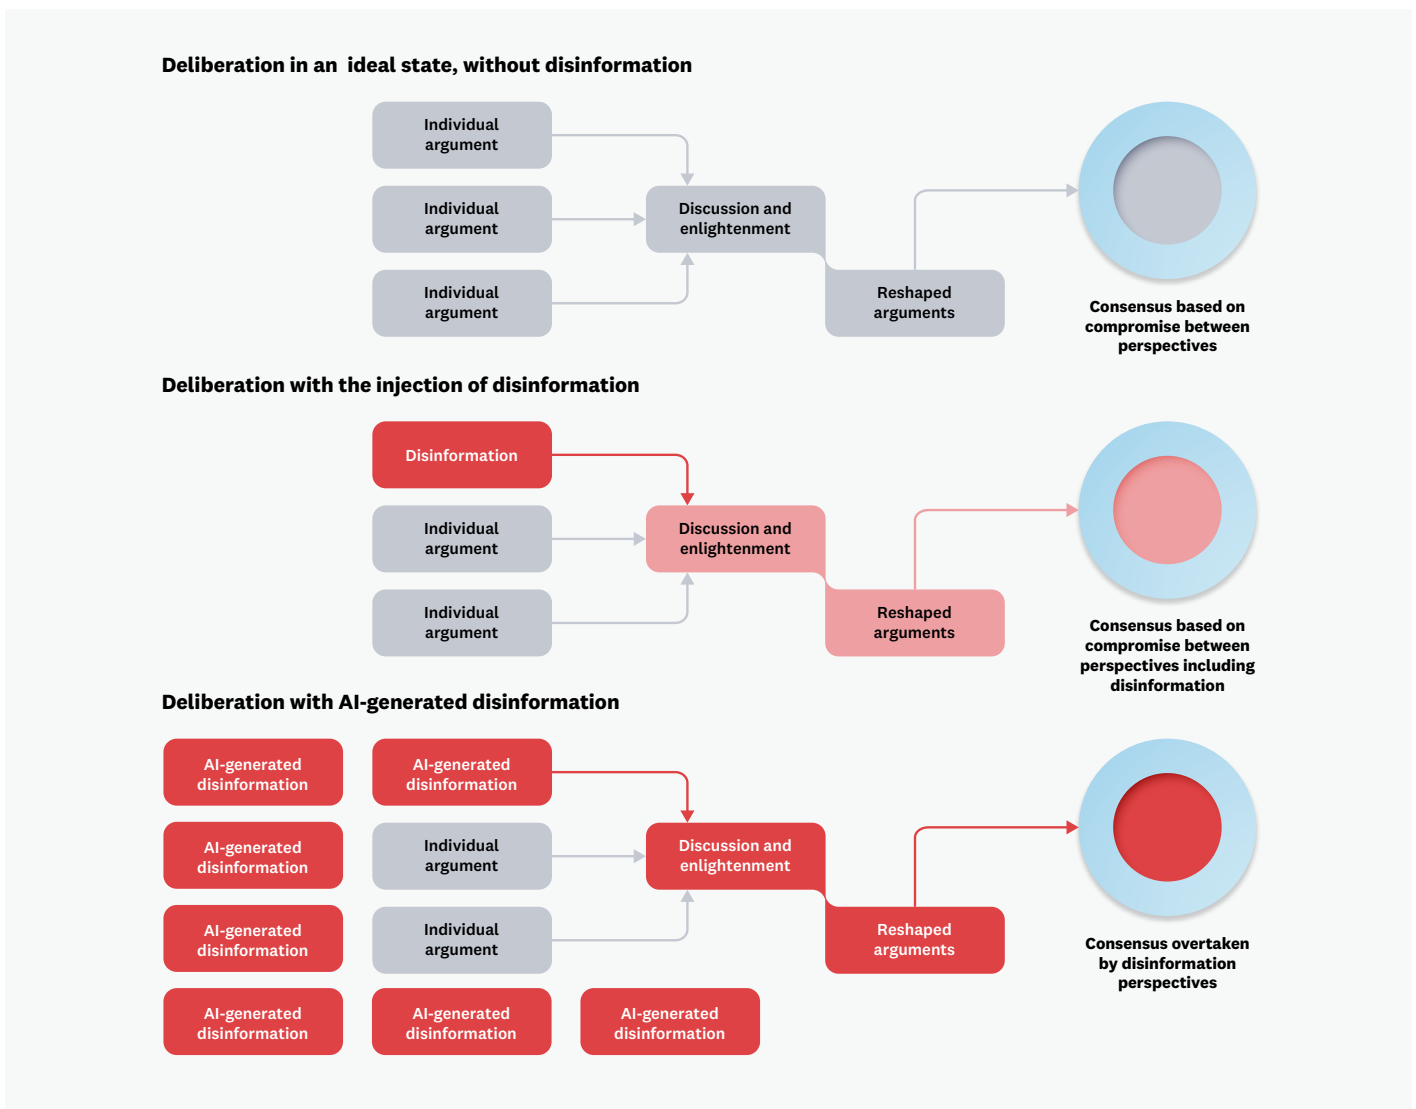 Deliberation in an ideal state, without disinformation
Individual
argument
Individual
argument
Individual
argument
Discussion and
enlightenment
Reshaped
arguments
Consensus based on
compromise between
perspectives
Deliberation with the injection of disinformation
Disinformation
Individual
argument
Individual
argument
Discussion and
enlightenment
Reshaped
arguments
Consensus based on
compromise between
perspectives including
disinformation
Deliberation with AI-generated disinformation
AI-generated
disinformation
AI-generated
disinformation
AI-generated
disinformation
Individual
argument
Discussion and
enlightenment
AI-generated
disinformation
Individual
argument
Reshaped
arguments
Consensus overtaken
by disinformation
perspectives
AI-generated
disinformation
AI-generated
disinformation
AI-generated
disinformation